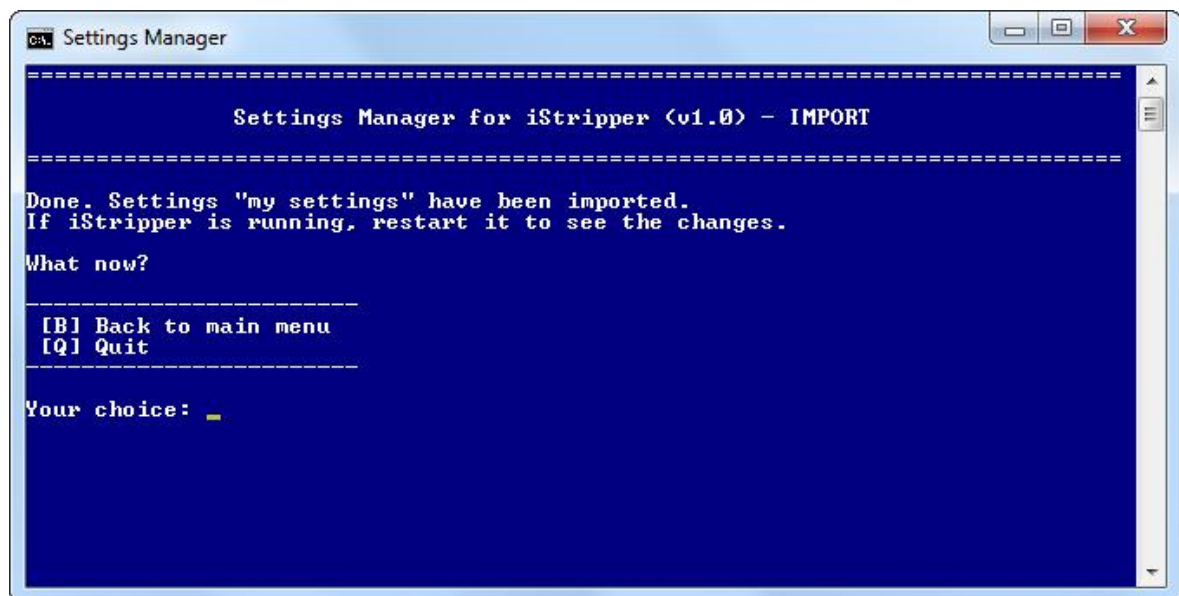 Settings Manager
===============================================================================
Settings Manager for iStripper (v1.0) - IMPORT
===============================================================================
Done. Settings "my settings" have been imported.
If iStripper is running, restart it to see the changes.
What now?
------------------------
[B] Back to main menu
[Q] Quit
------------------------
Your choice: _